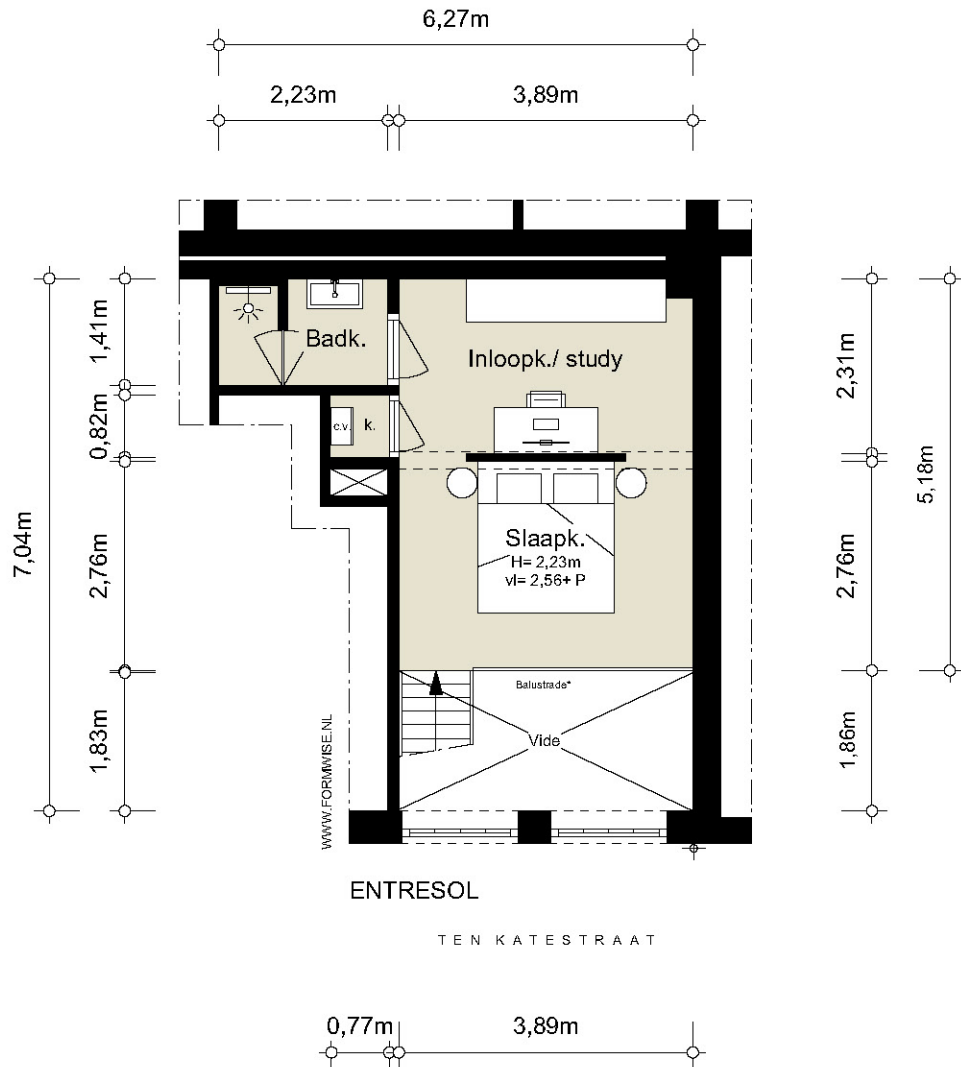 6,27m
2,23m
3,89m
1,41m
0,82m
7,04m
2,76m
1,83m
Badk.
Inloopk./ study
c.v.
k.
Slaapk.
H= 2,23m
vl= 2,56+ P
Balustrade*
Vide
2,31m
5,18m
2,76m
1,86m
WWW.FORMWISE.NL
ENTRESOL
TEN KATESTRAAT
0,77m
3,89m